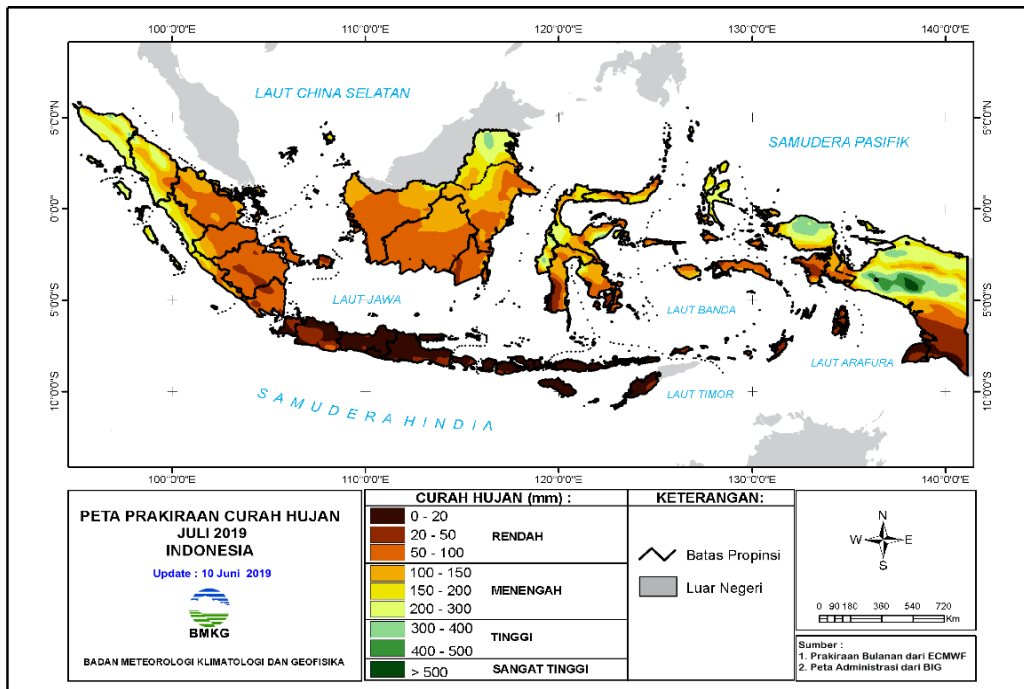 100°0'0"E 110°0'0"E 120°0'0"E 130°0'0"E 140°0'0"E
LAUT CHINA SELATAN
5°0'0"N 5°0'0"N
SAMUDERA PASIFIK
0°0'0" 0°0'0"
LAUT JAWA
LAUT BANDA
5°0'0"S 5°0'0"S
LAUT ARAFURA
LAUT TIMOR
10°0'0"S 10°0'0"S
SAMUDERA HINDIA
100°0'0"E 110°0'0"E 120°0'0"E 130°0'0"E 140°0'0"E
PETA PRAKIRAAN CURAH HUJAN
JULI 2019
INDONESIA
Update : 10 Juni 2019
BMKG
BADAN METEOROLOGI KLIMATOLOGI DAN GEOFISIKA
CURAH HUJAN (mm) :
0 - 20
20 - 50 RENDAH
50 - 100
100 - 150
150 - 200 MENENGAH
200 - 300
300 - 400
TINGGI
400 - 500
> 500 SANGAT TINGGI
KETERANGAN:
Batas Propinsi
Luar Negeri
N
W E
S
0 90 180 360 540 720
Km
Sumber :
1. Prakiraan Bulanan dari ECMWF
2. Peta Administrasi dari BIG